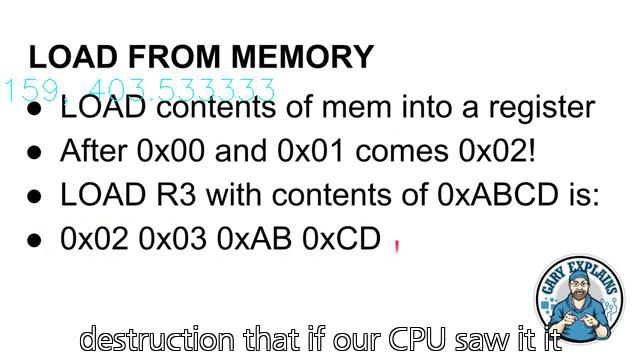 LOAD FROM MEMORY
159, 403.533333
● LOAD contents of mem into a register
● After 0x00 and 0x01 comes 0x02!
● LOAD R3 with contents of 0xABCD is:
● 0x02 0x03 0xAB 0xCD
GARY EXPLAINS
destruction that if our CPU saw it it